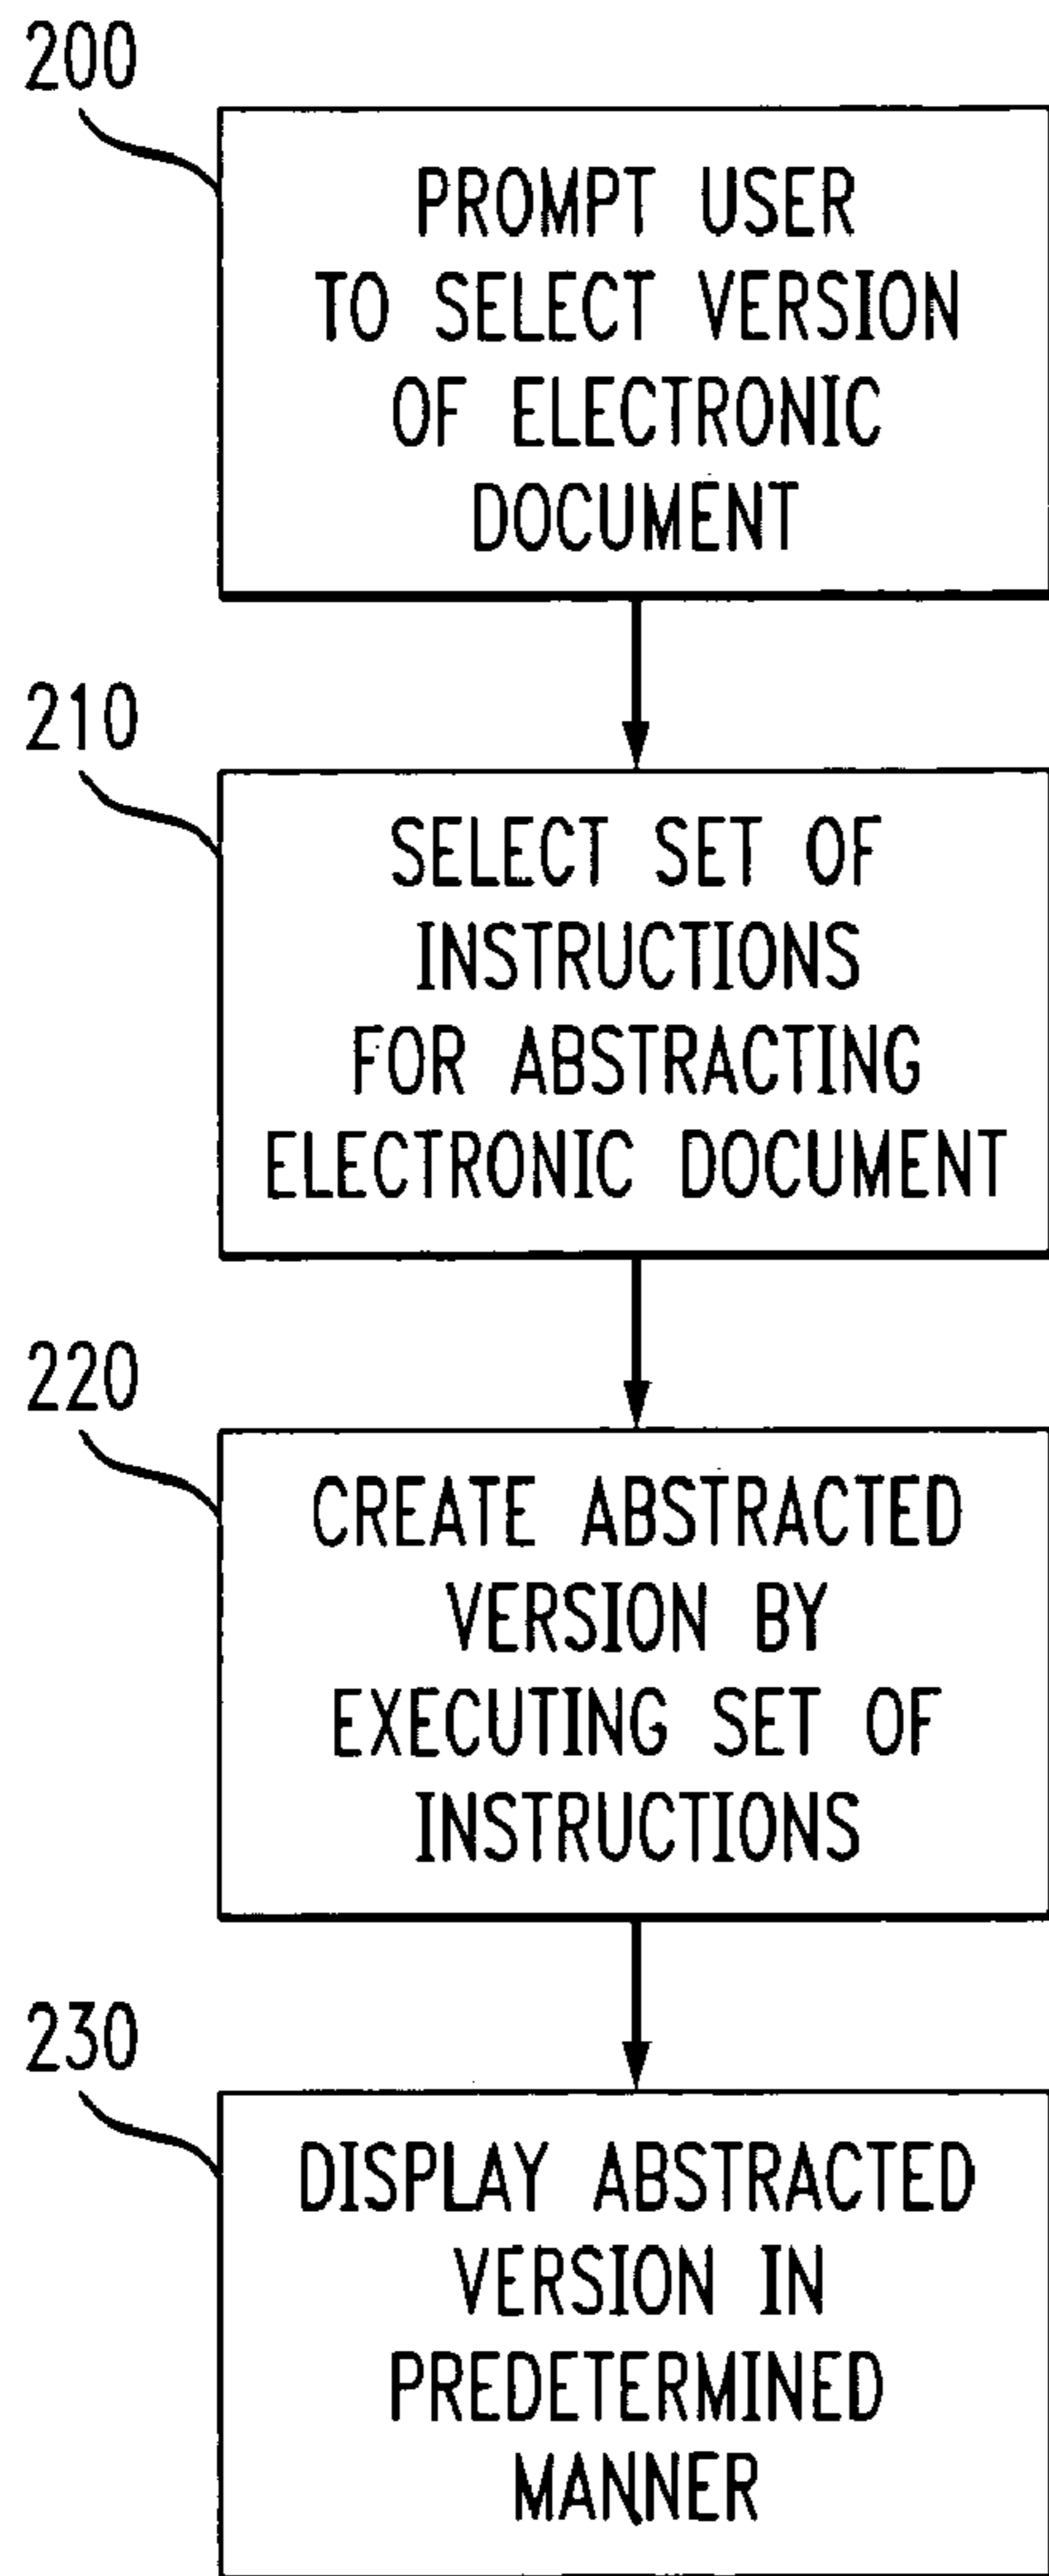 200
PROMPT USER
TO SELECT VERSION
OF ELECTRONIC
DOCUMENT
210
SELECT SET OF
INSTRUCTIONS
FOR ABSTRACTING
ELECTRONIC DOCUMENT
220
CREATE ABSTRACTED
VERSION BY
EXECUTING SET OF
INSTRUCTIONS
230
DISPLAY ABSTRACTED
VERSION IN
PREDETERMINED
MANNER